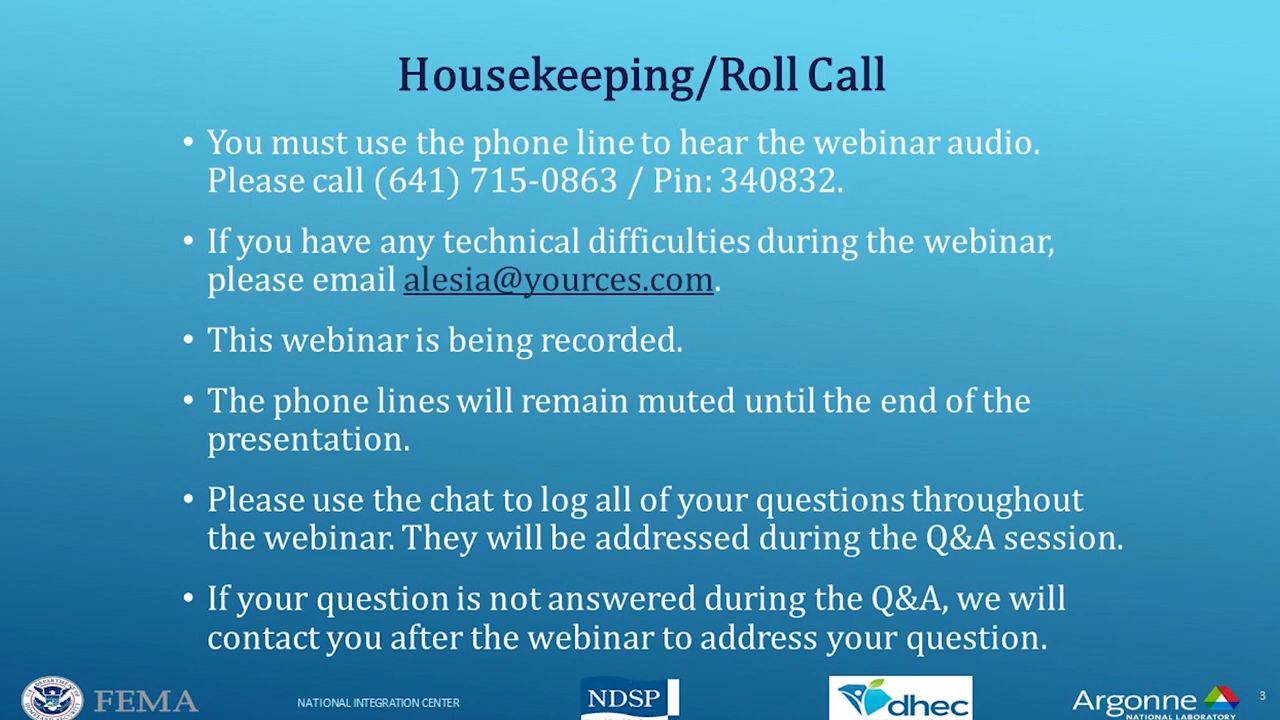 Housekeeping/Roll Call
• You must use the phone line to hear the webinar audio.
Please call (641) 715-0863 / Pin: 340832.
• If you have any technical difficulties during the webinar,
please email alesia@yources.com.
• This webinar is being recorded.
• The phone lines will remain muted until the end of the
presentation.
• Please use the chat to log all of your questions throughout
the webinar. They will be addressed during the Q&A session.
• If your question is not answered during the Q&A, we will
contact you after the webinar to address your question.
FEMA
NATIONAL INTEGRATION CENTER
NDSP
dhec
Argonne
NATIONAL LABORATORY
3